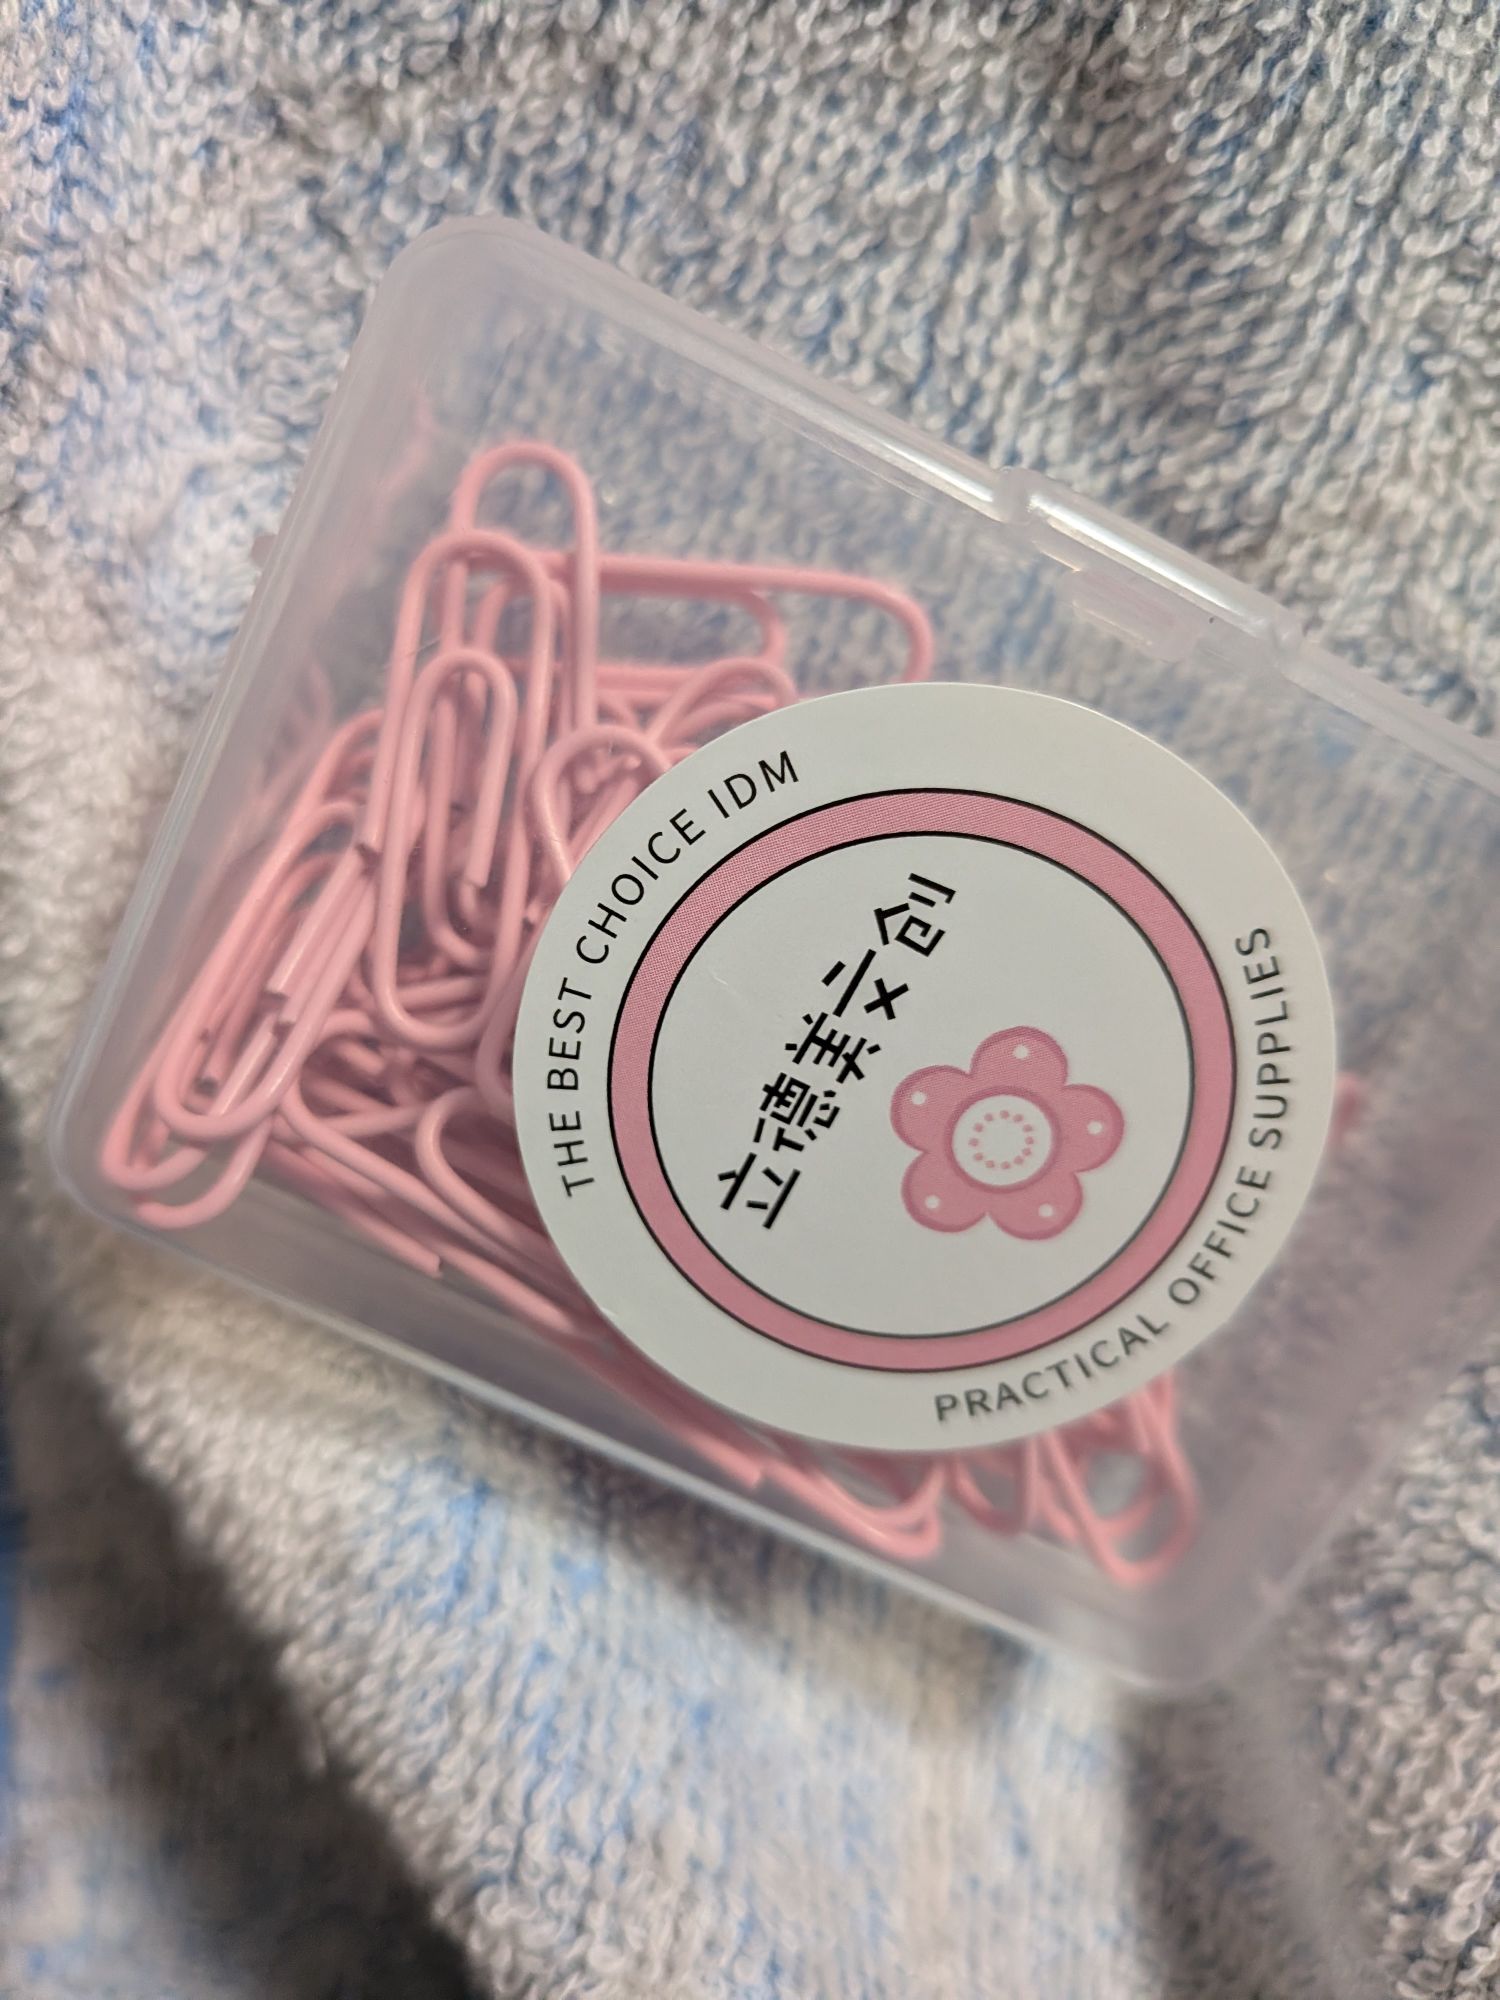 THE BEST CHOICE IDM
立德美文创
PRACTICAL OFFICE SUPPLIES